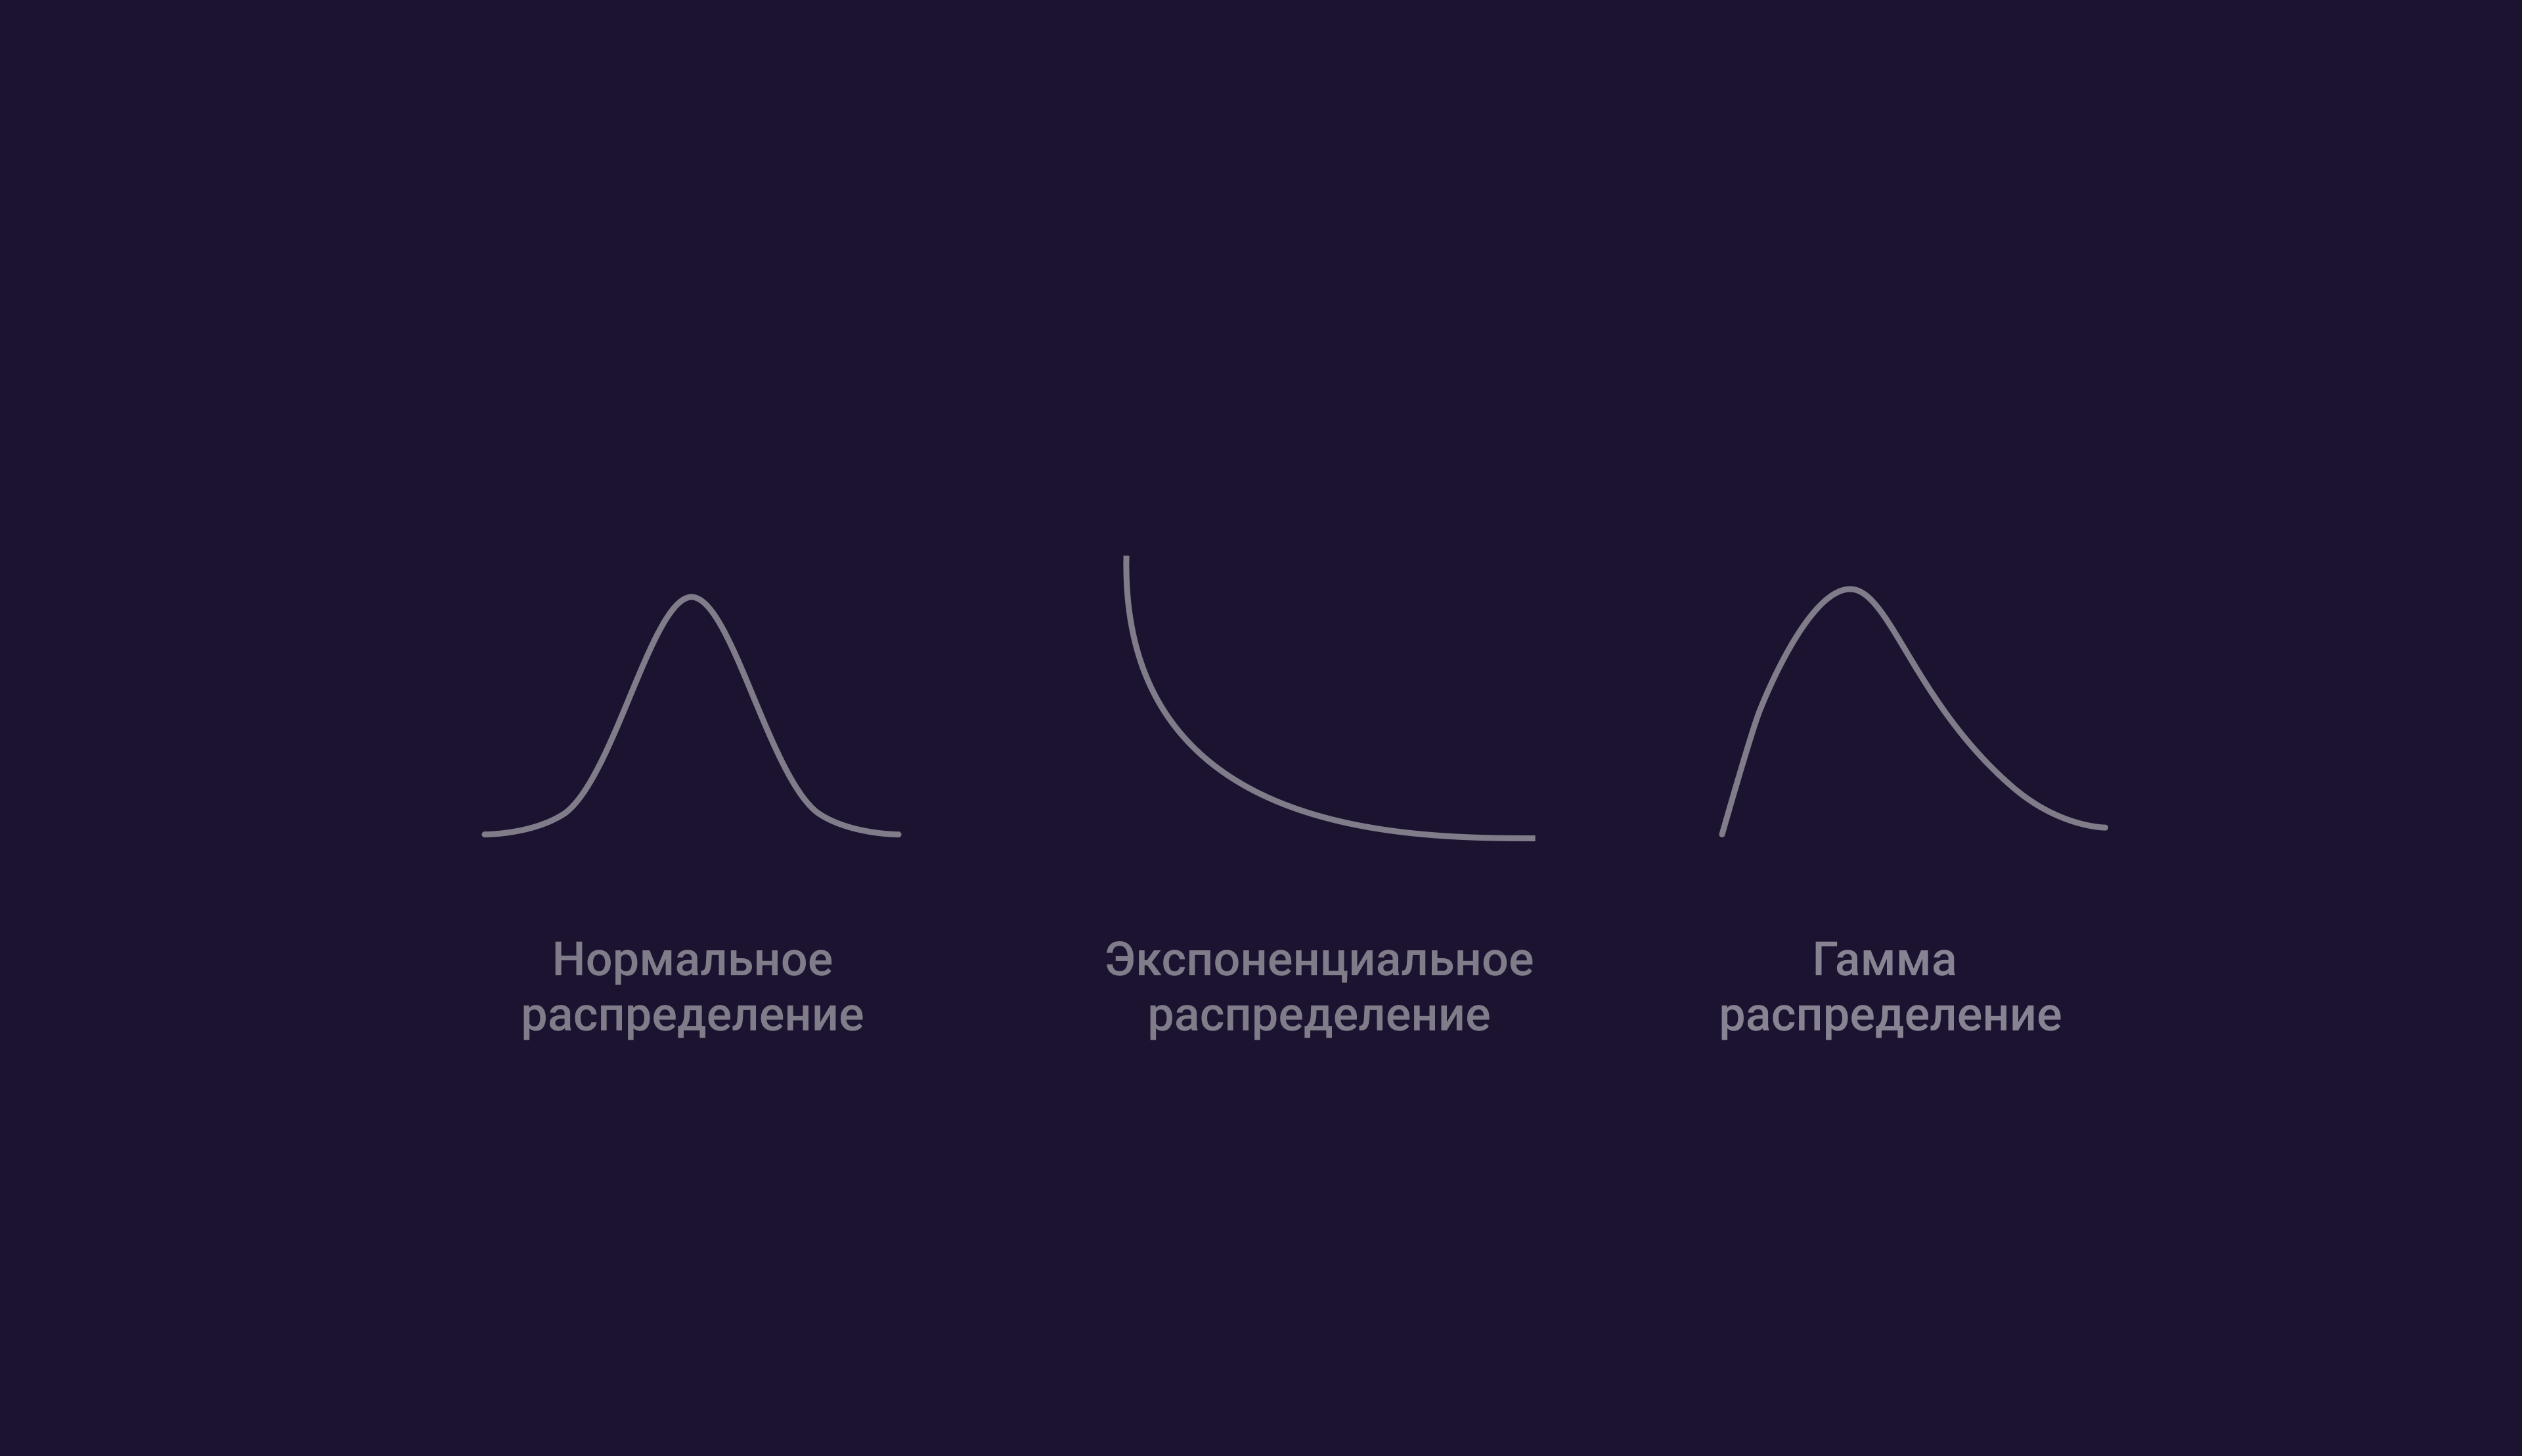 Нормальное
распределение
Экспоненциальное
распределение
Гамма
распределение